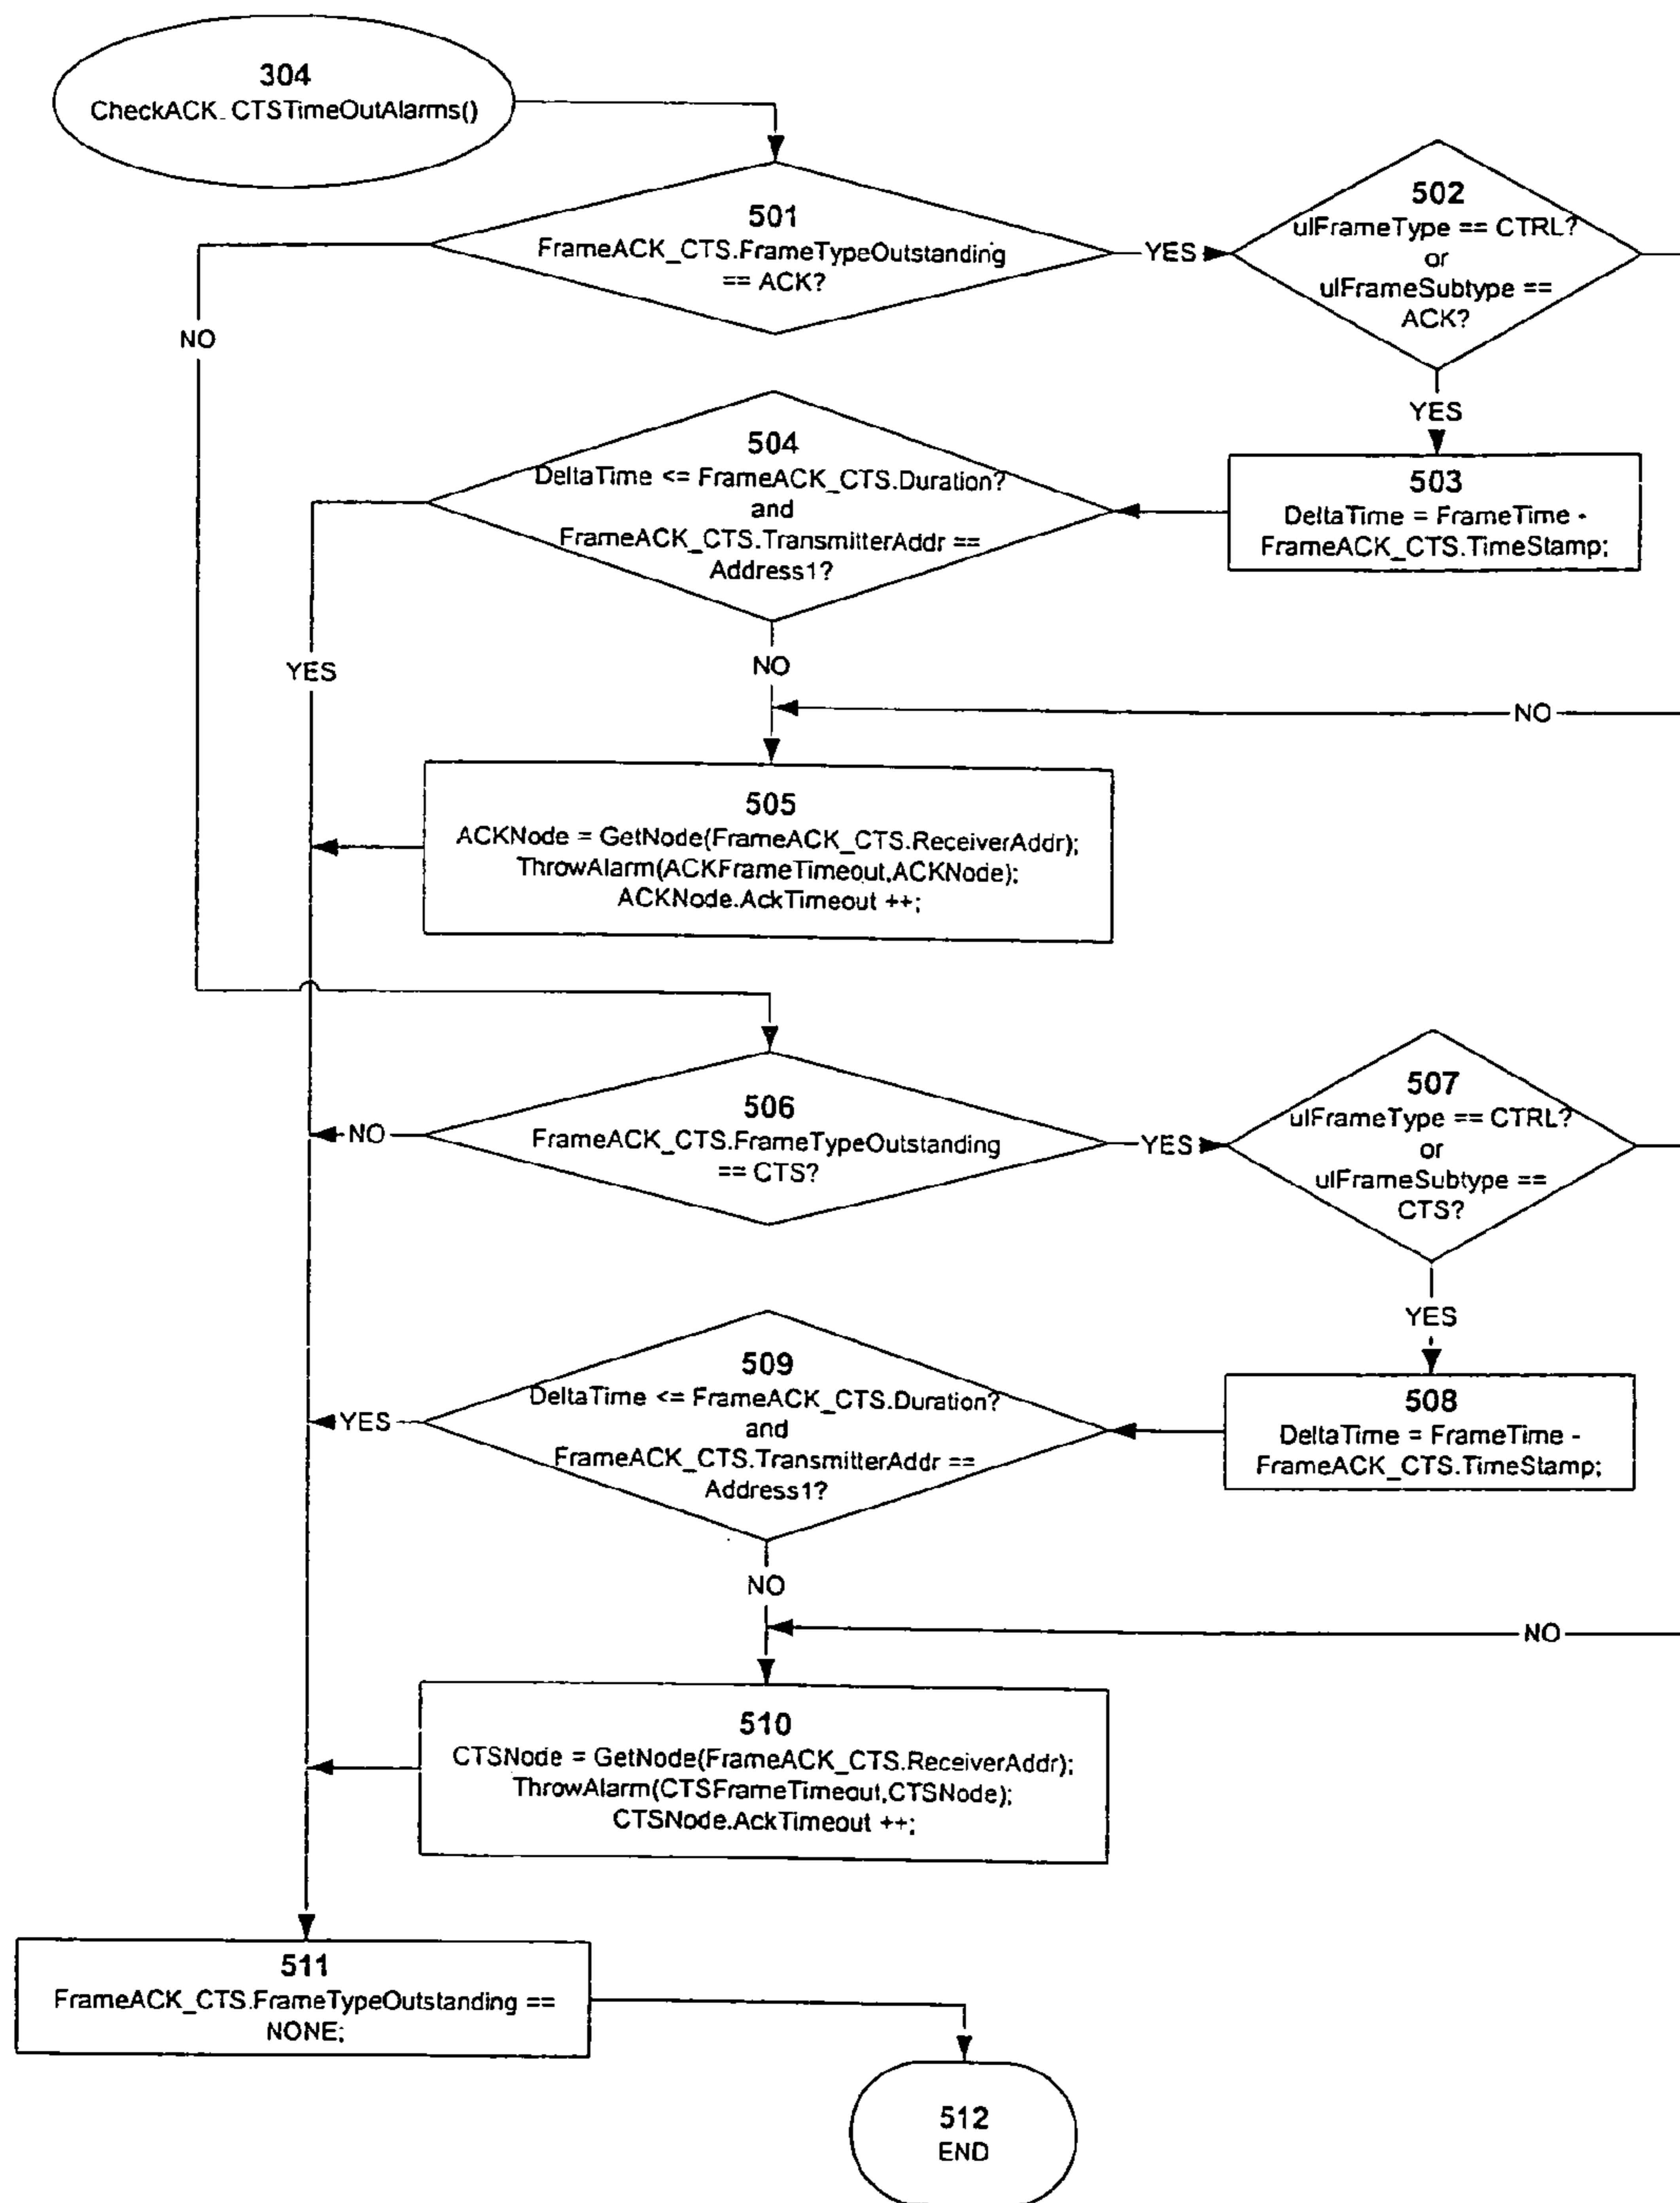 304
CheckACK_CTSTimeOutAlarms()
501
FrameACK_CTS.FrameTypeOutstanding
== ACK?
YES
502
ulFrameType == CTRL?
or
ulFrameSubtype ==
ACK?
NO
YES
503
DeltaTime = FrameTime -
FrameACK_CTS.TimeStamp;
504
DeltaTime <= FrameACK_CTS.Duration?
and
FrameACK_CTS.TransmitterAddr ==
Address1?
YES
NO
NO
505
ACKNode = GetNode(FrameACK_CTS.ReceiverAddr);
ThrowAlarm(ACKFrameTimeout,ACKNode);
ACKNode.AckTimeout ++;
506
FrameACK_CTS.FrameTypeOutstanding
== CTS?
NO
YES
507
ulFrameType == CTRL?
or
ulFrameSubtype ==
CTS?
YES
508
DeltaTime = FrameTime -
FrameACK_CTS.TimeStamp;
509
DeltaTime <= FrameACK_CTS.Duration?
and
FrameACK_CTS.TransmitterAddr ==
Address1?
YES
NO
NO
510
CTSNode = GetNode(FrameACK_CTS.ReceiverAddr);
ThrowAlarm(CTSFrameTimeout,CTSNode);
CTSNode.AckTimeout ++;
511
FrameACK_CTS.FrameTypeOutstanding ==
NONE;
512
END